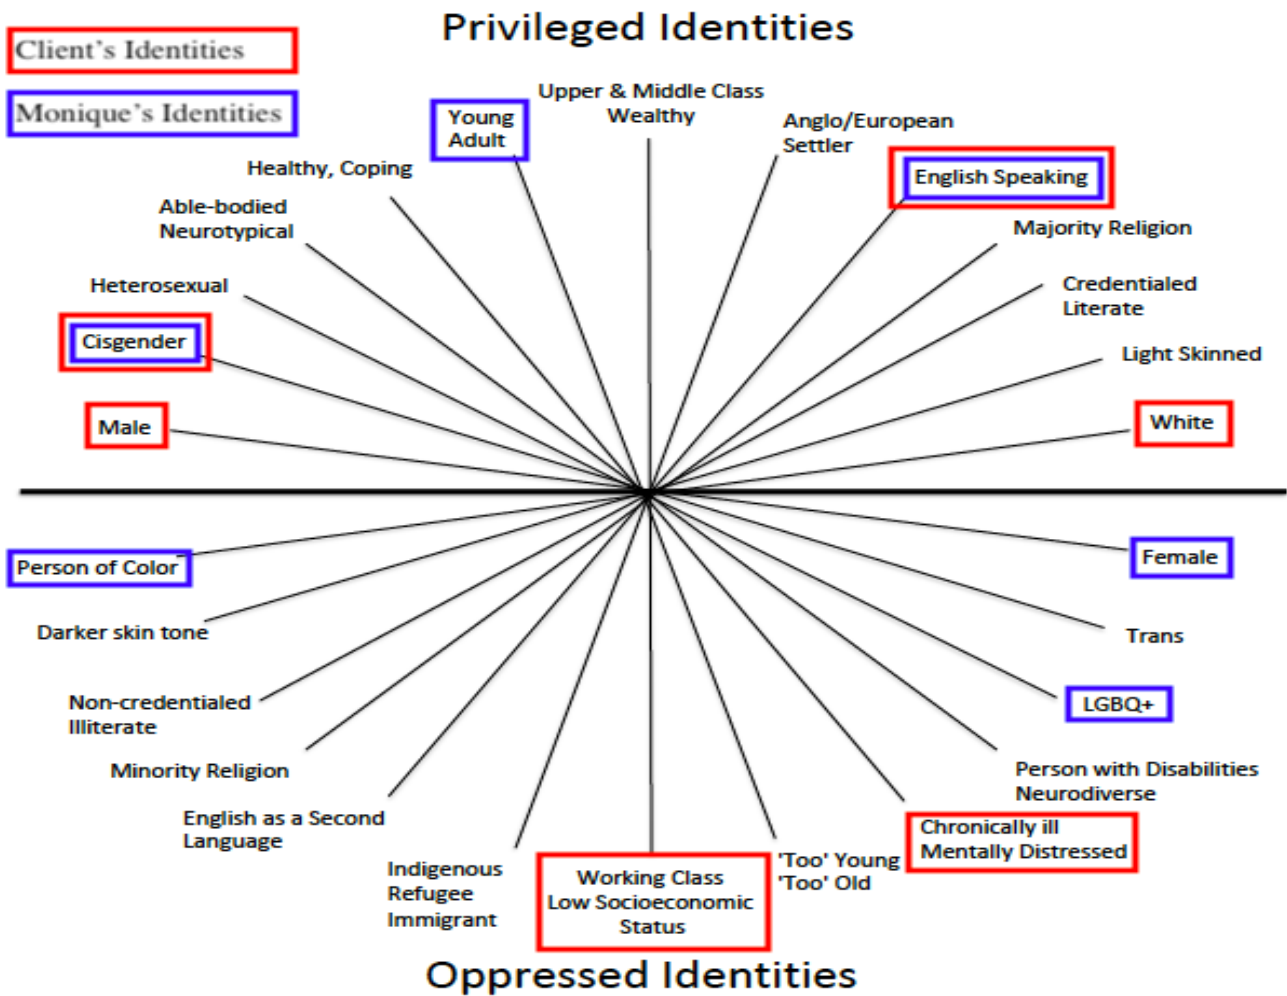 Privileged Identities
Client's Identities
Monique's Identities
Young
Adult
Upper & Middle Class
Wealthy
Anglo/European
Settler
English Speaking
Healthy, Coping
Able-bodied
Neurotypical
Majority Religion
Heterosexual
Credentialed
Literate
Cisgender
Light Skinned
Male
White
Person of Color
Female
Darker skin tone
Trans
Non-credentialed
Illiterate
LGBQ+
Minority Religion
Person with Disabilities
Neurodiverse
English as a Second
Language
Chronically ill
Mentally Distressed
Indigenous
Refugee
Immigrant
Working Class
Low Socioeconomic
Status
'Too' Young
'Too' Old
Oppressed Identities